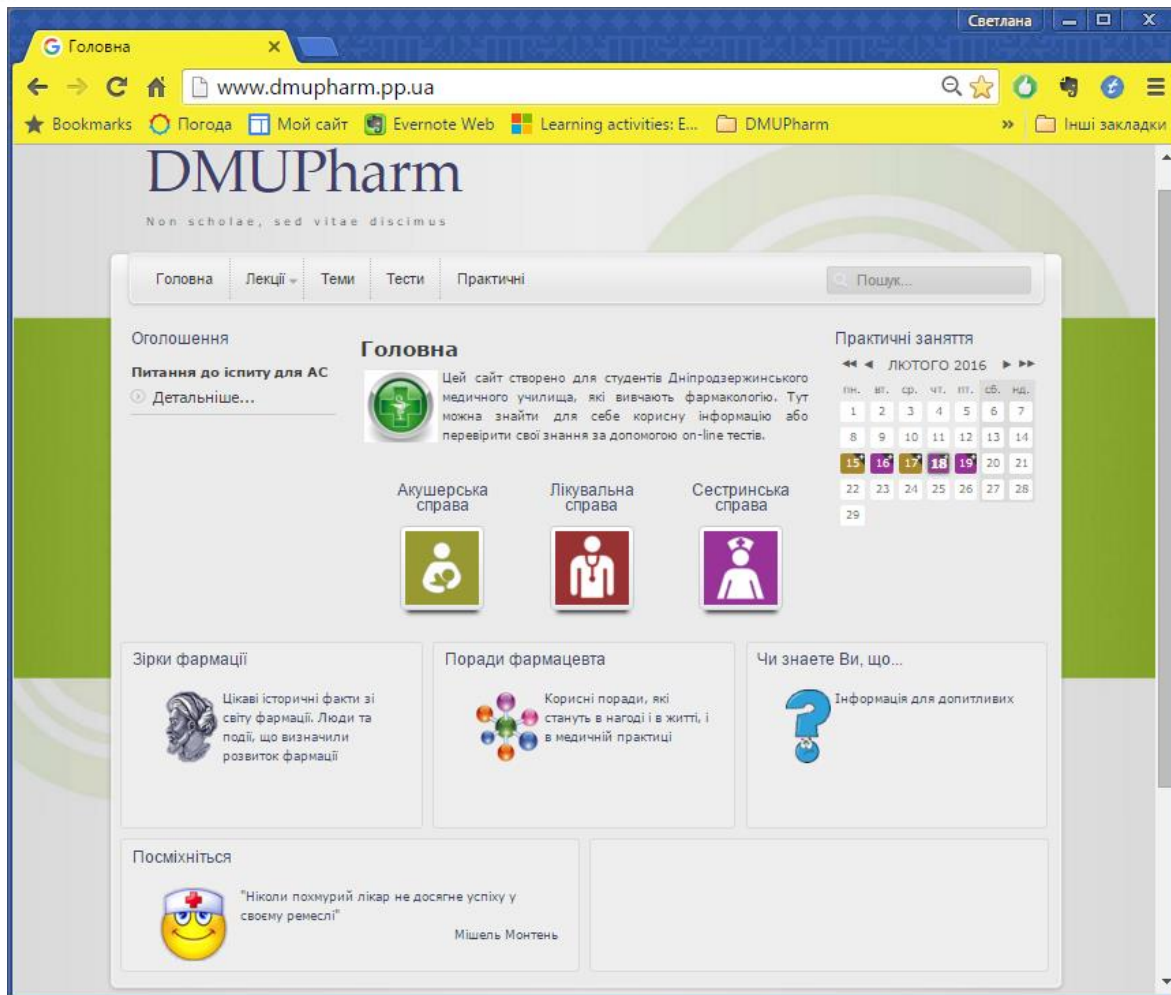 Светлана
Головна
www.dmupharm.pp.ua
Bookmarks Погода Мой сайт Evernote Web Learning activities: E... DMUPharm » Інші закладки
DMUPharm
Non scholae, sed vitae discimus
Головна Лекції Теми Тести Практичні Пошук...
Оголошення
Питання до іспиту для АС
Детальніше...
Головна
Цей сайт створено для студентів Дніпродзержинського
медичного училища, які вивчають фармакологію. Тут
можна знайти для себе корисну інформацію або
перевірити свої знання за допомогою on-line тестів.
Практичні заняття
ЛЮТОГО 2016
пн. вт. ср. чт. пт. сб. нд.
1 2 3 4 5 6 7
8 9 10 11 12 13 14
15 16 17 18 19 20 21
22 23 24 25 26 27 28
29
Акушерська
справа
Лікувальна
справа
Сестринська
справа
Зірки фармації
Цікаві історичні факти зі
світу фармації. Люди та
події, що визначили
розвиток фармації
Поради фармацевта
Корисні поради, які
стануть в нагоді і в житті, і
в медичній практиці
Чи знаете Ви, що...
Інформація для допитливих
Посміхніться
"Ніколи похмурий лікар не досягне успіху у
своєму ремеслі"
Мішель Монтень